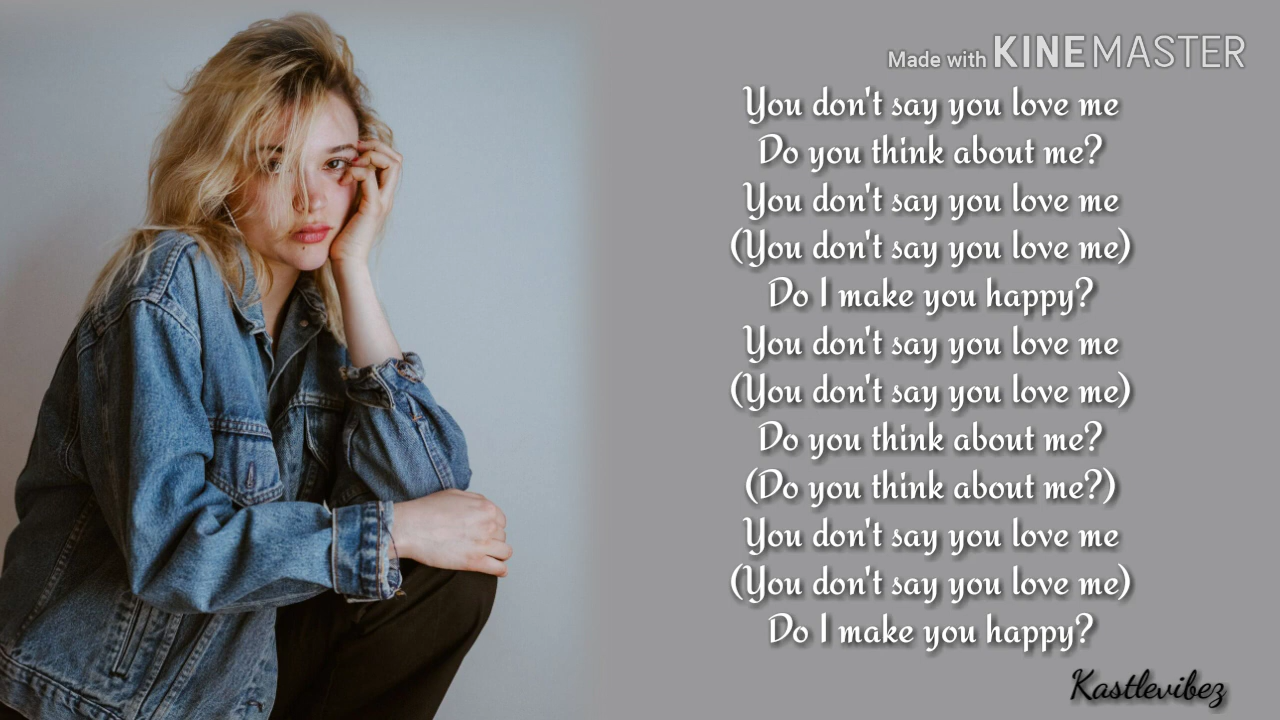 Made with KINEMASTER
You don't say you love me
Do you think about me?
You don't say you love me
(You don't say you love me)
Do I make you happy?
You don't say you love me
(You don't say you love me)
Do you think about me?
(Do you think about me?)
You don't say you love me
(You don't say you love me)
Do I make you happy?
Kastlevibez